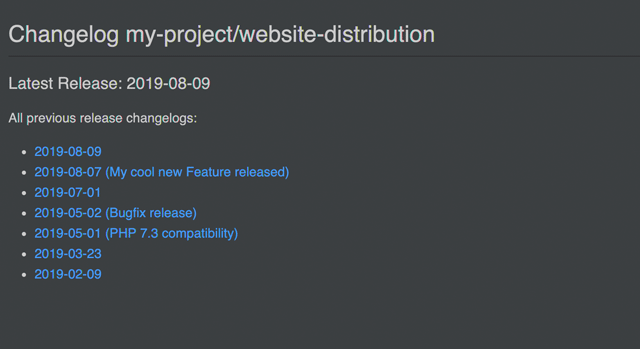 Changelog my-project/website-distribution
Latest Release: 2019-08-09
All previous release changelogs:
2019-08-09
2019-08-07 (My cool new Feature released)
2019-07-01
2019-05-02 (Bugfix release)
2019-05-01 (PHP 7.3 compatibility)
2019-03-23
2019-02-09